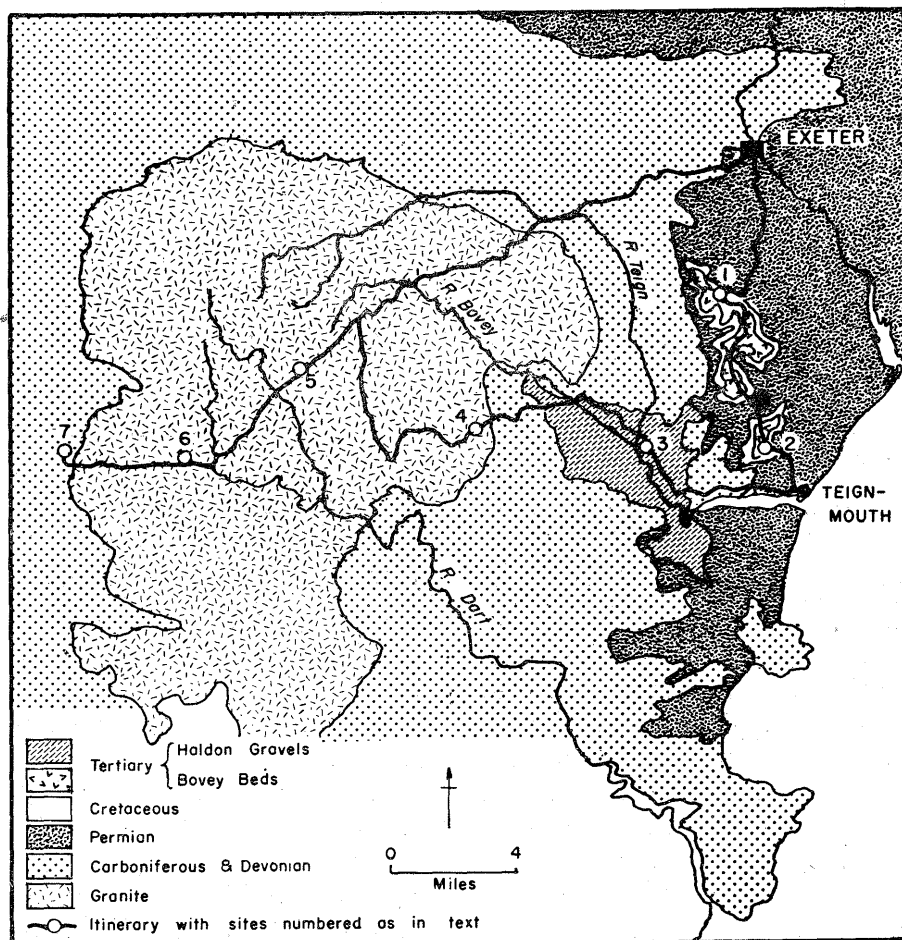 EXETER
1
R Teign
R Bovey
5
4
7
6
3
2
TEIGN-
MOUTH
R Dart
Haldon Gravels
Tertiary
Bovey Beds
Cretaceous
Permian
Carboniferous & Devonian
Granite
Itinerary with sites numbered as in text
0 4
Miles